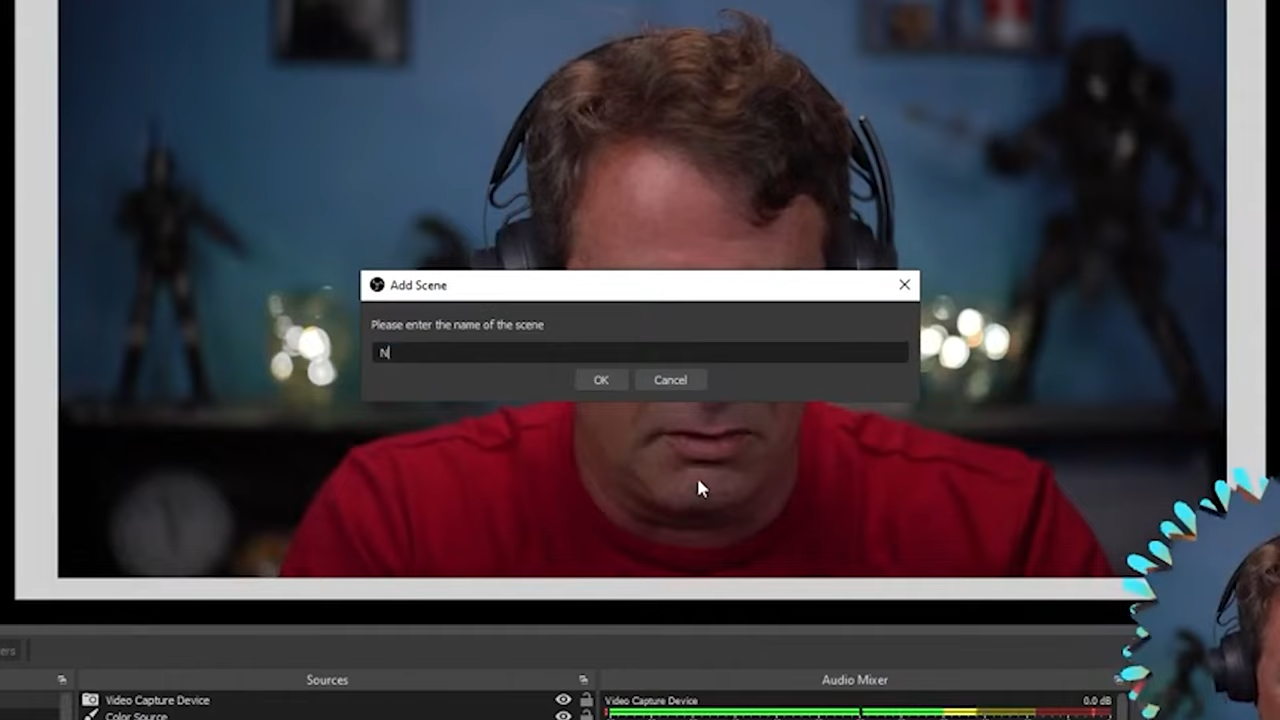 Add Scene
Please enter the name of the scene
N
OK Cancel
ers
Sources Audio Mixer
Video Capture Device Video Capture Device 0.0 dB
Color Source